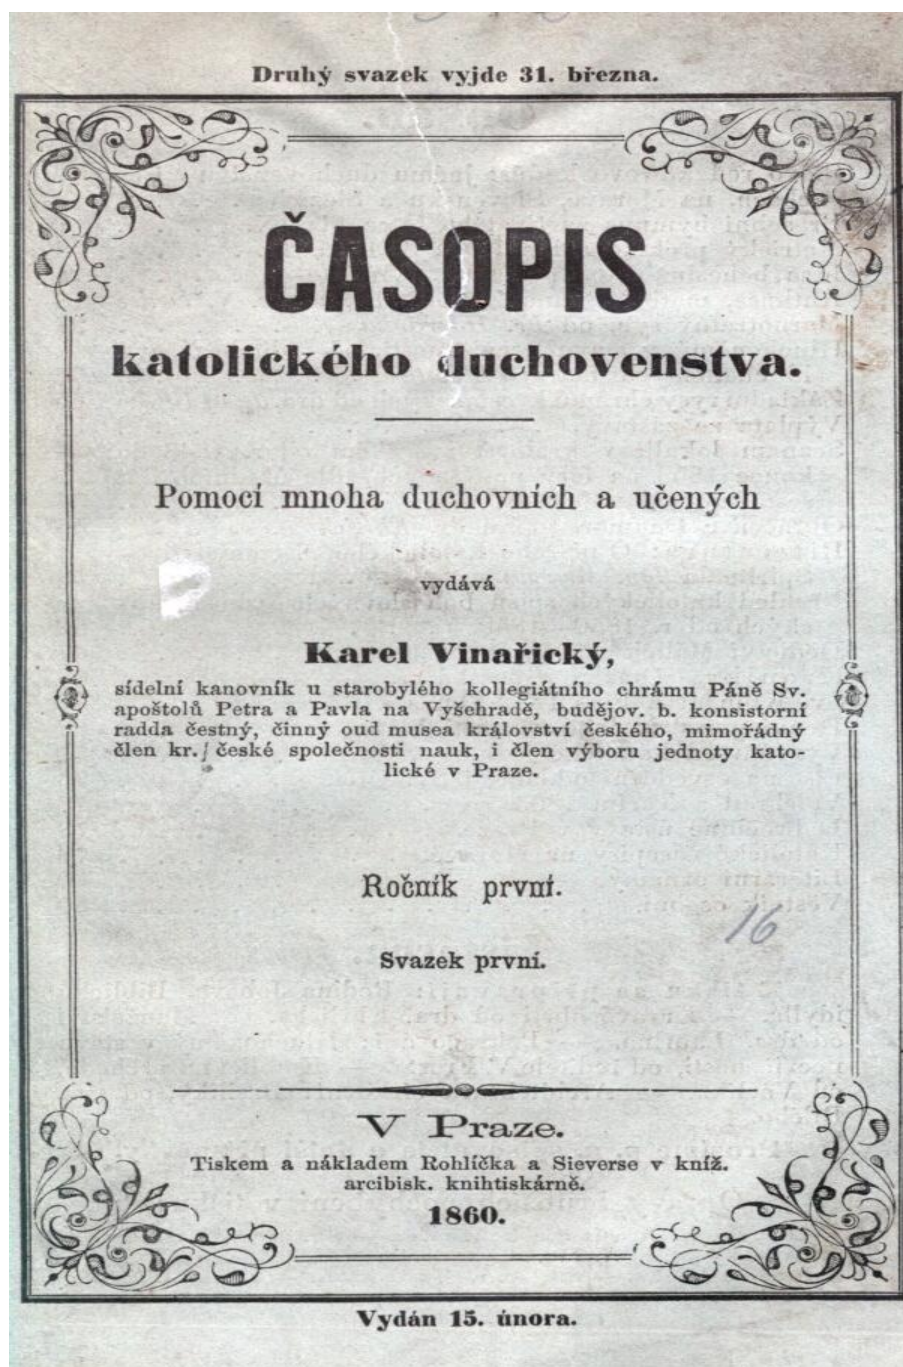 Druhý svazek vyjde 31. března.
ČASOPIS
katolického duchovenstva.
Pomocí mnoha duchovních a učených
vydává
Karel Vinařický,
sídelní kanovník u starobylého kollegiátního chrámu Páně Sv.
apoštolů Petra a Pavla na Vyšehradě, budějov. b. konsistorní
radda čestný, činný oud musea království českého, mimořádný
člen kr. české společnosti nauk, i člen výboru jednoty kato-
lické v Praze.
Ročník první.
16
Svazek první.
V Praze.
Tiskem a nákladem Rohlíčka a Sieverse v kníž.
arcibisk. knihtiskárně.
1860.
Vydán 15. února.